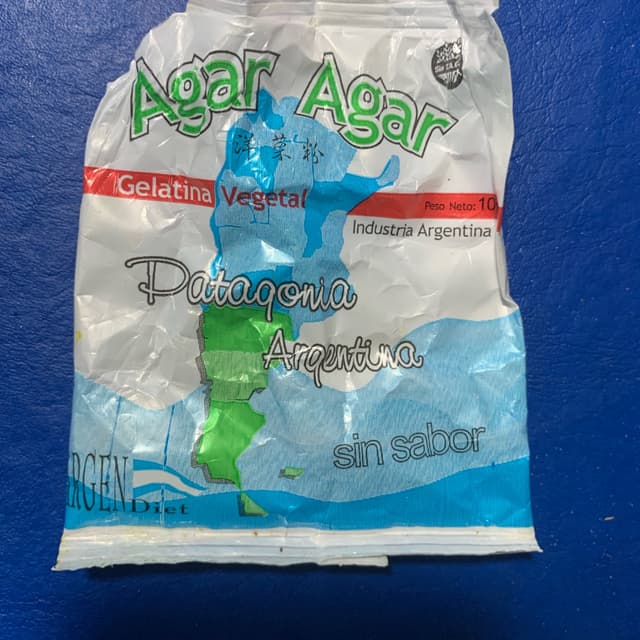 Agar Agar
洋菜粉
Gelatina Vegetal
Peso Neto: 10
Industria Argentina
Patagonia
Argentina
sin sabor
ARGEN
Diet